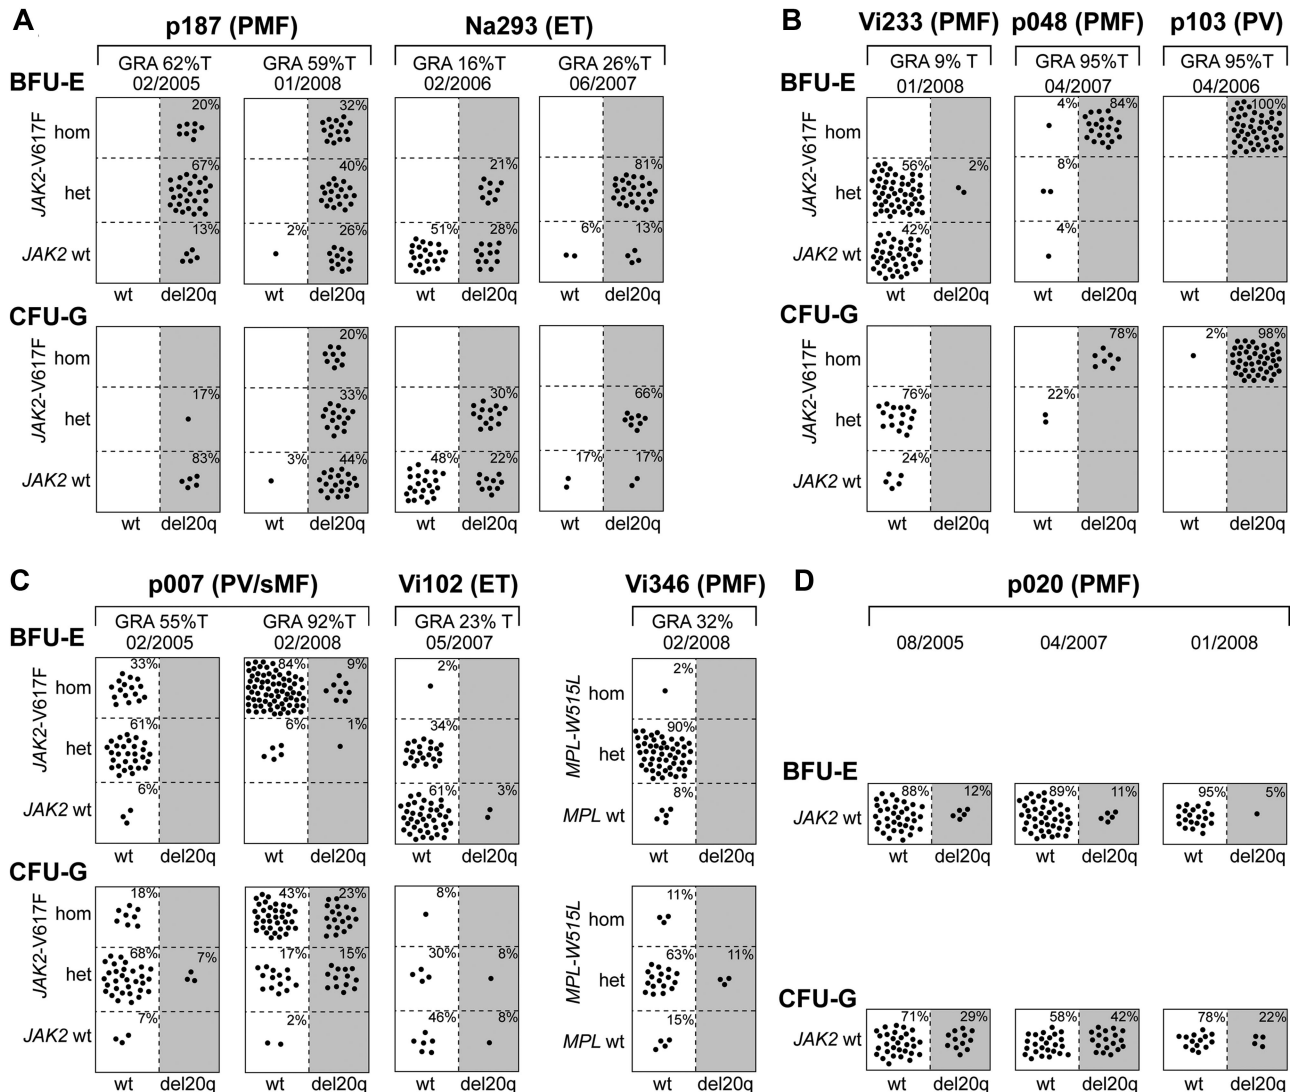 A
p187 (PMF)
Na293 (ET)
GRA 62%T
GRA 59%T
GRA 16%T
GRA 26%T
BFU-E
02/2005
01/2008
02/2006
06/2007
JAK2-V617F
hom
20%
32%
het
67%
40%
21%
81%
JAK2 wt
13%
2%
26%
51%
28%
6%
13%
wt
del20q
wt
del20q
wt
del20q
wt
del20q
CFU-G
JAK2-V617F
hom
20%
het
17%
33%
30%
66%
JAK2 wt
83%
3%
44%
48%
22%
17%
17%
wt
del20q
wt
del20q
wt
del20q
wt
del20q
B
Vi233 (PMF)
p048 (PMF)
p103 (PV)
GRA 9% T
GRA 95%T
GRA 95%T
BFU-E
01/2008
04/2007
04/2006
JAK2-V617F
hom
4%
84%
100%
het
56%
2%
8%
JAK2 wt
42%
4%
wt
del20q
wt
del20q
wt
del20q
CFU-G
JAK2-V617F
hom
78%
2%
98%
het
76%
22%
JAK2 wt
24%
wt
del20q
wt
del20q
wt
del20q
C
p007 (PV/sMF)
Vi102 (ET)
Vi346 (PMF)
GRA 55%T
GRA 92%T
GRA 23% T
GRA 32%
BFU-E
02/2005
02/2008
05/2007
02/2008
JAK2-V617F
hom
33%
84%
9%
2%
MPL-W515L
hom
2%
het
61%
6%
1%
34%
het
90%
JAK2 wt
6%
61%
3%
MPL wt
8%
wt
del20q
wt
del20q
wt
del20q
wt
del20q
CFU-G
JAK2-V617F
hom
18%
43%
23%
8%
MPL-W515L
hom
11%
het
68%
7%
17%
15%
30%
8%
het
63%
11%
JAK2 wt
7%
2%
46%
8%
MPL wt
15%
wt
del20q
wt
del20q
wt
del20q
wt
del20q
D
p020 (PMF)
08/2005
04/2007
01/2008
BFU-E
JAK2 wt
88%
12%
89%
11%
95%
5%
wt
del20q
wt
del20q
wt
del20q
CFU-G
JAK2 wt
71%
29%
58%
42%
78%
22%
wt
del20q
wt
del20q
wt
del20q